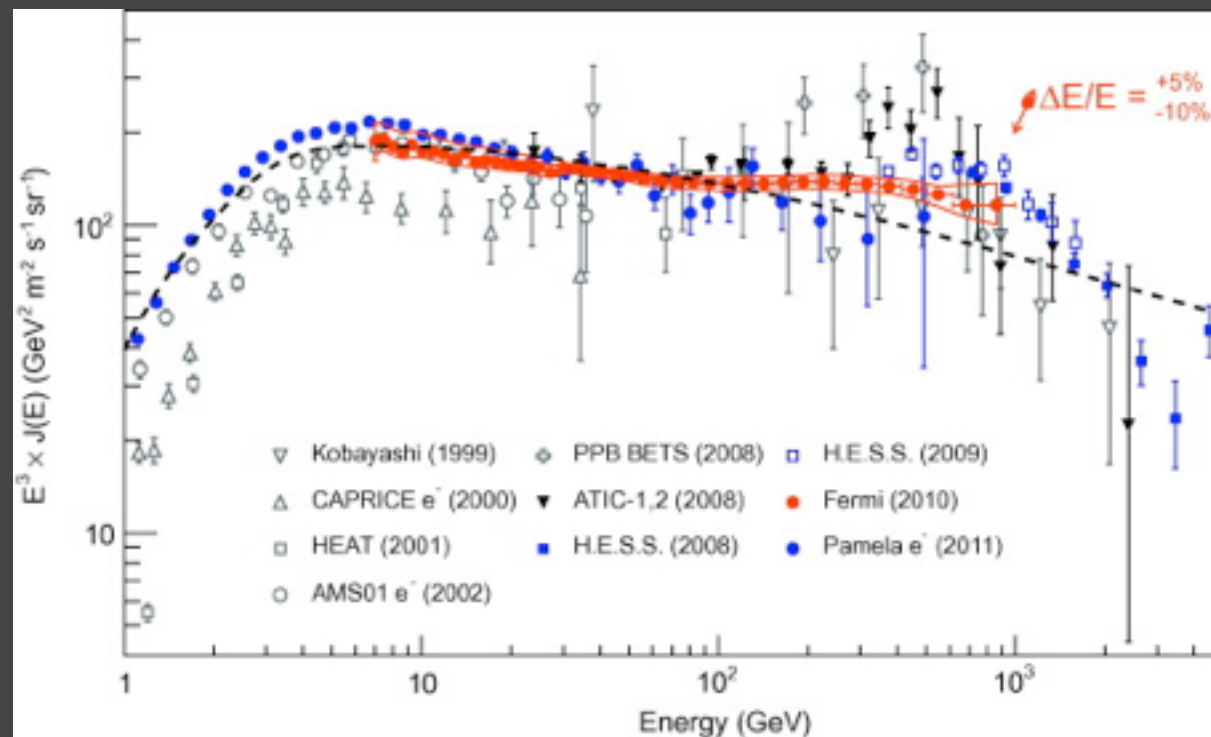 E³ × J(E) (GeV² m⁻² s⁻¹ sr⁻¹)
10²
10
ΔE/E = +5%
-10%
Kobayashi (1999)
CAPRICE e⁻ (2000)
HEAT (2001)
AMS01 e⁻ (2002)
PPB BETS (2008)
ATIC-1,2 (2008)
H.E.S.S. (2008)
H.E.S.S. (2009)
Fermi (2010)
Pamela e⁻ (2011)
1 10 10² 10³
Energy (GeV)